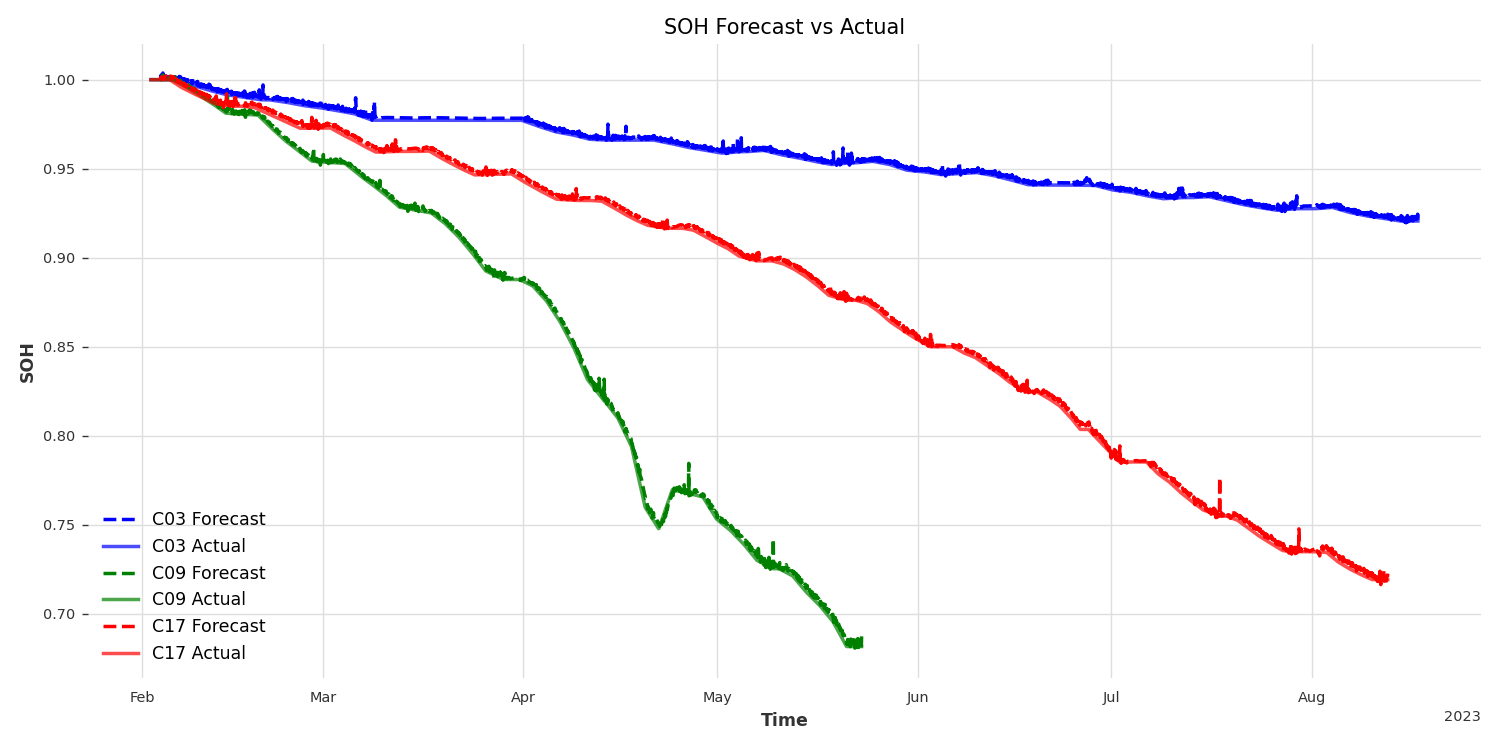 SOH Forecast vs Actual
1.00
0.95
0.90
0.85
0.80
0.75
0.70
SOH
C03 Forecast
C03 Actual
C09 Forecast
C09 Actual
C17 Forecast
C17 Actual
Feb Mar Apr May Jun Jul Aug
Time
2023